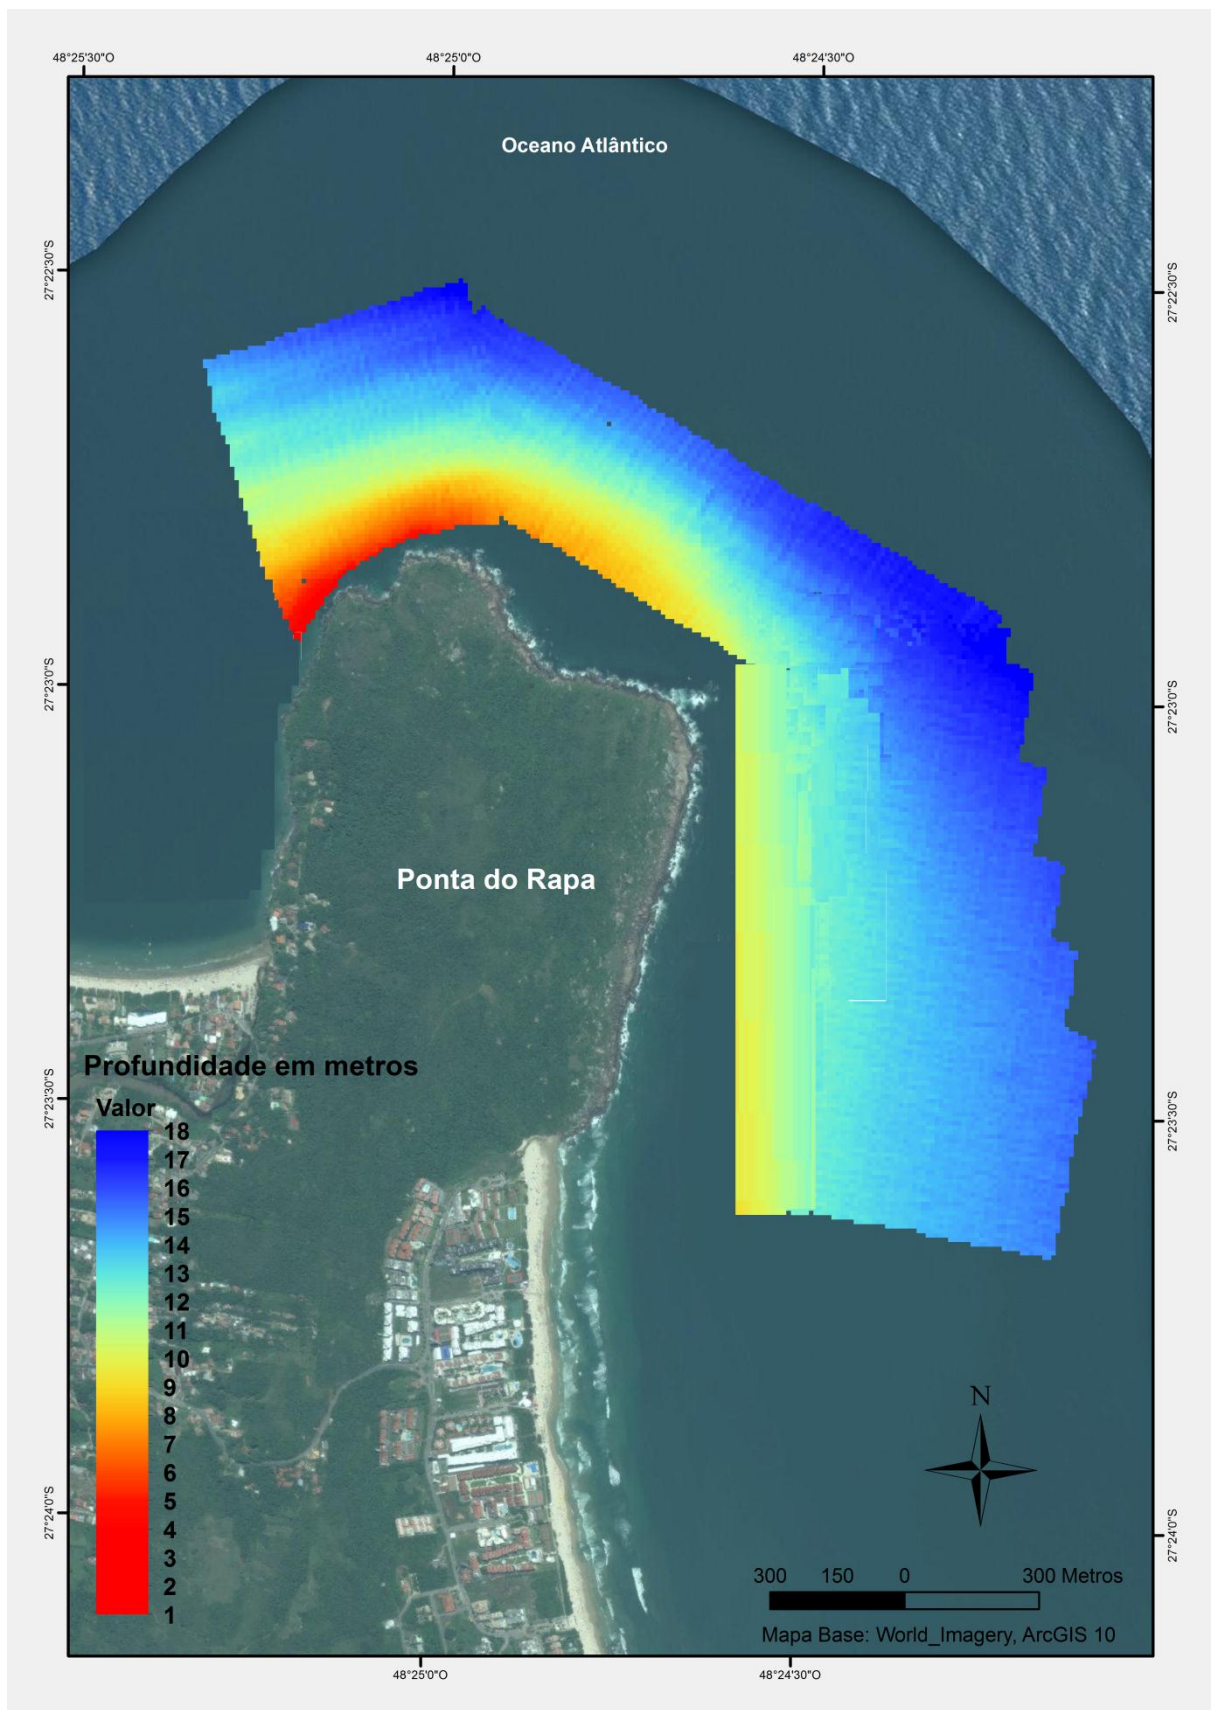 48°25'30"O
48°25'0"O
48°24'30"O
Oceano Atlântico
27°22'30"S
27°22'30"S
27°23'0"S
27°23'0"S
Ponta do Rapa
Profundidade em metros
27°23'30"S
27°23'30"S
Valor
18
17
16
15
14
13
12
11
10
9
8
7
6
5
4
3
2
1
N
27°24'0"S
27°24'0"S
300 150 0 300 Metros
Mapa Base: World_Imagery, ArcGIS 10
48°25'0"O
48°24'30"O